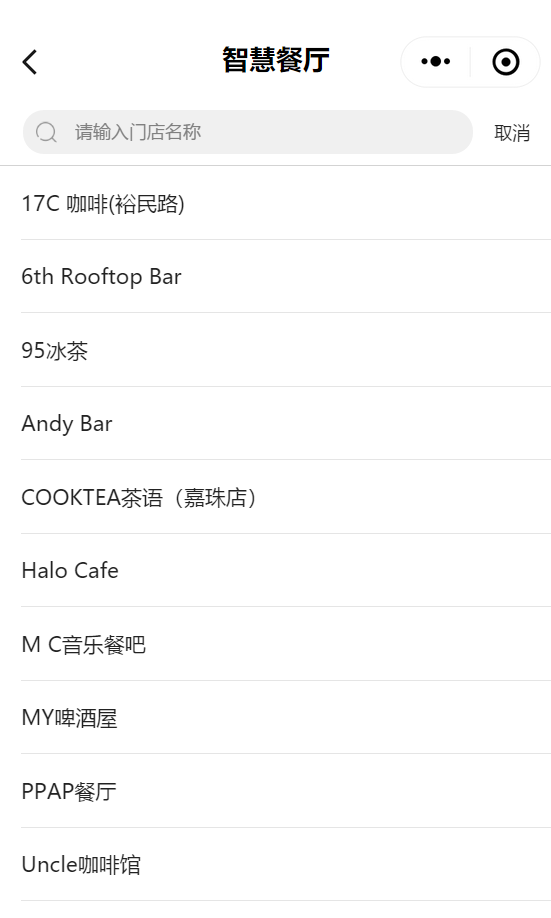 智慧餐厅
请输入门店名称
取消
17C 咖啡(裕民路)
6th Rooftop Bar
95冰茶
Andy Bar
COOKTEA茶语（嘉珠店）
Halo Cafe
M C音乐餐吧
MY啤酒屋
PPAP餐厅
Uncle咖啡馆